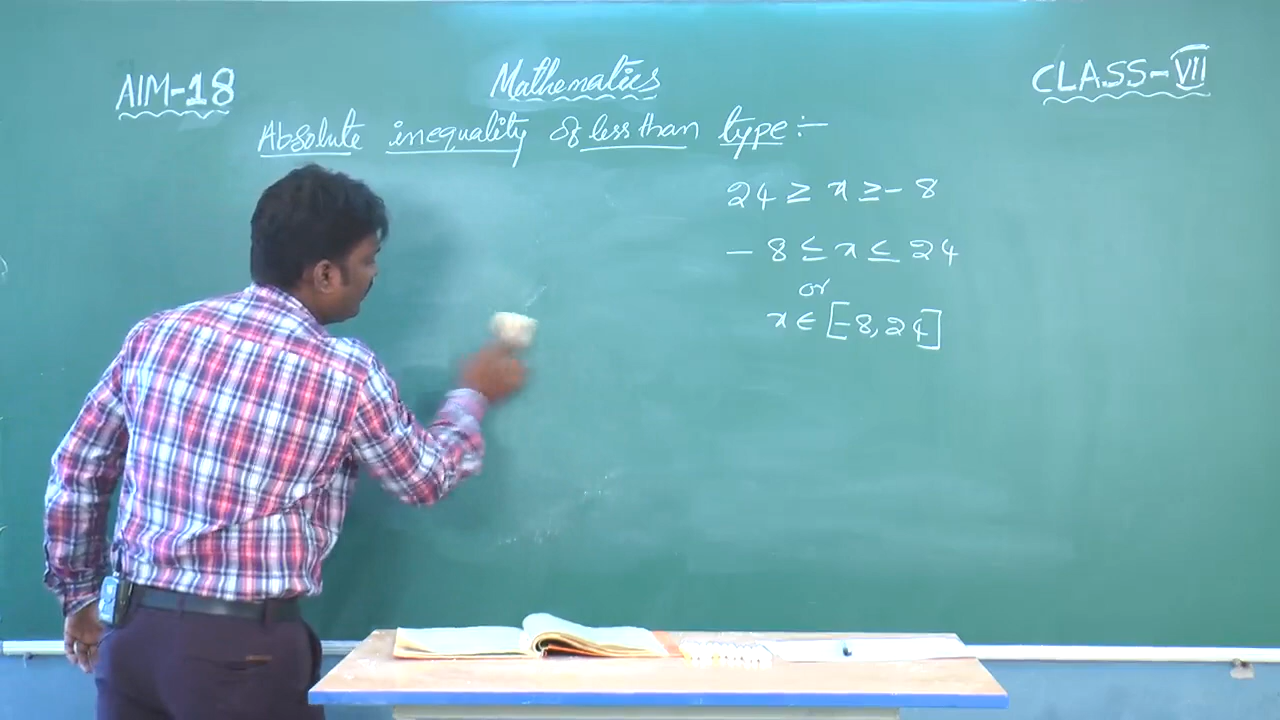 AIM-18 Mathematics CLASS-VII
Absolute inequality of less than type:-
24 ≥ x ≥ - 8
- 8 ≤ x ≤ 24
or
x ∈ [-8, 24]